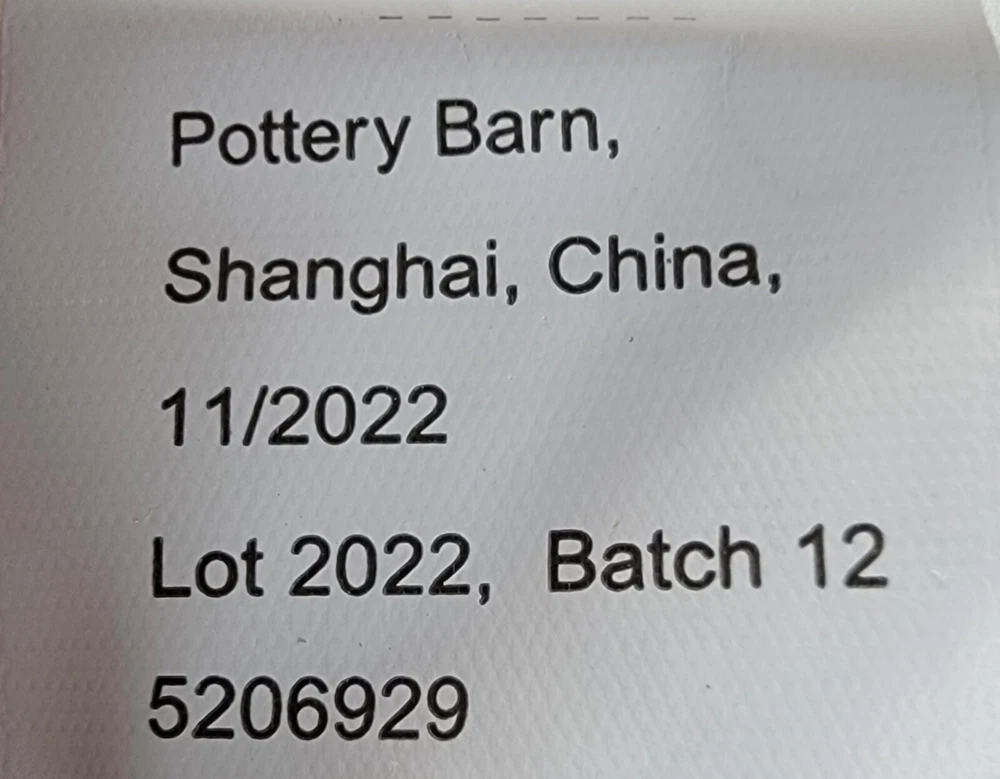 Pottery Barn,
Shanghai, China,
11/2022
Lot 2022, Batch 12
5206929